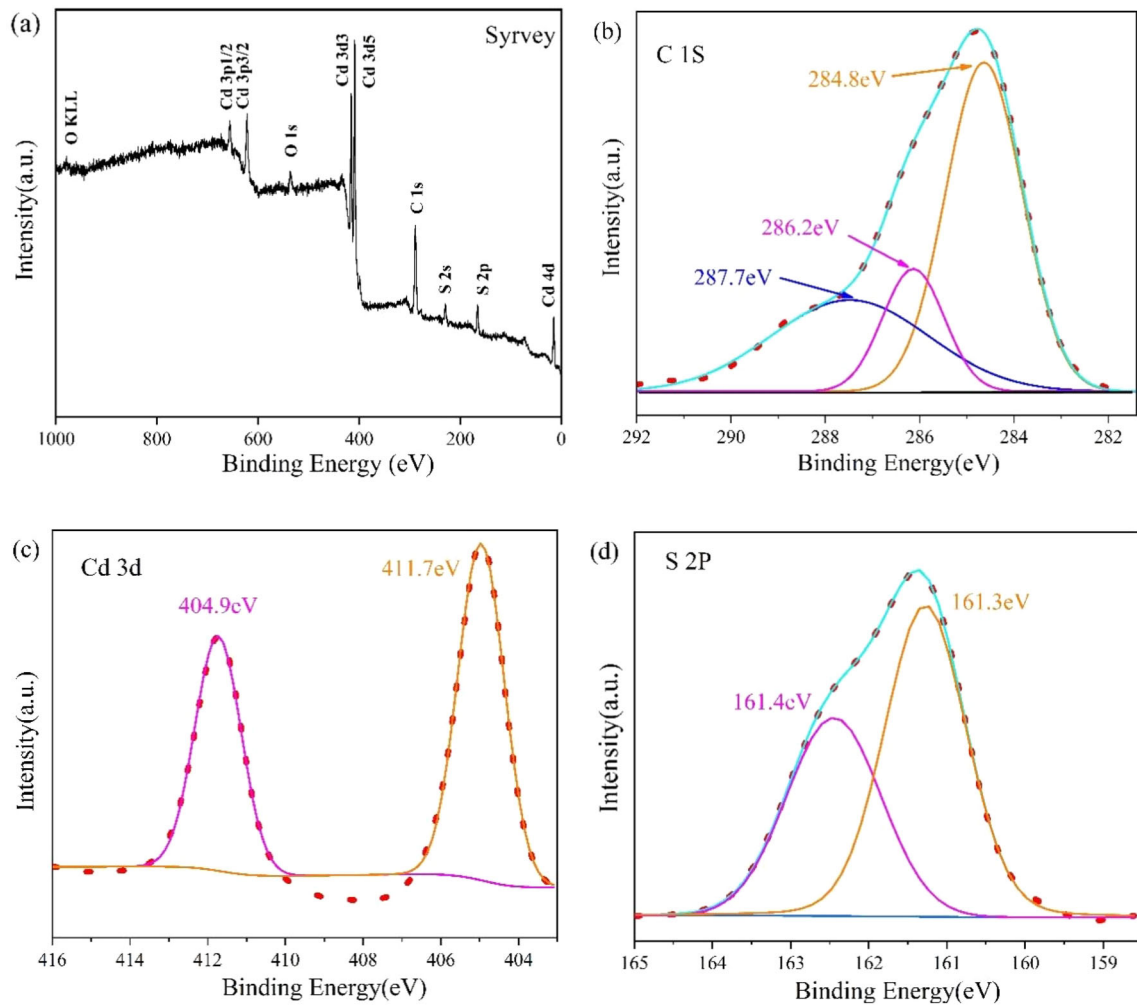 (a)
Syrvey
O KLL
Cd 3p1/2
Cd 3p3/2
O 1s
Cd 3d3
Cd 3d5
C 1s
S 2s
S 2p
Cd 4d
Intensity(a.u.)
1000 800 600 400 200 0
Binding Energy (eV)
(b)
C 1S
284.8eV
286.2eV
287.7eV
Intensity(a.u.)
292 290 288 286 284 282
Binding Energy(eV)
(c)
Cd 3d
404.9cV
411.7eV
Intensity(a.u.)
416 414 412 410 408 406 404
Binding Energy(eV)
(d)
S 2P
161.3eV
161.4cV
Intensity(a.u.)
165 164 163 162 161 160 159
Binding Energy(eV)